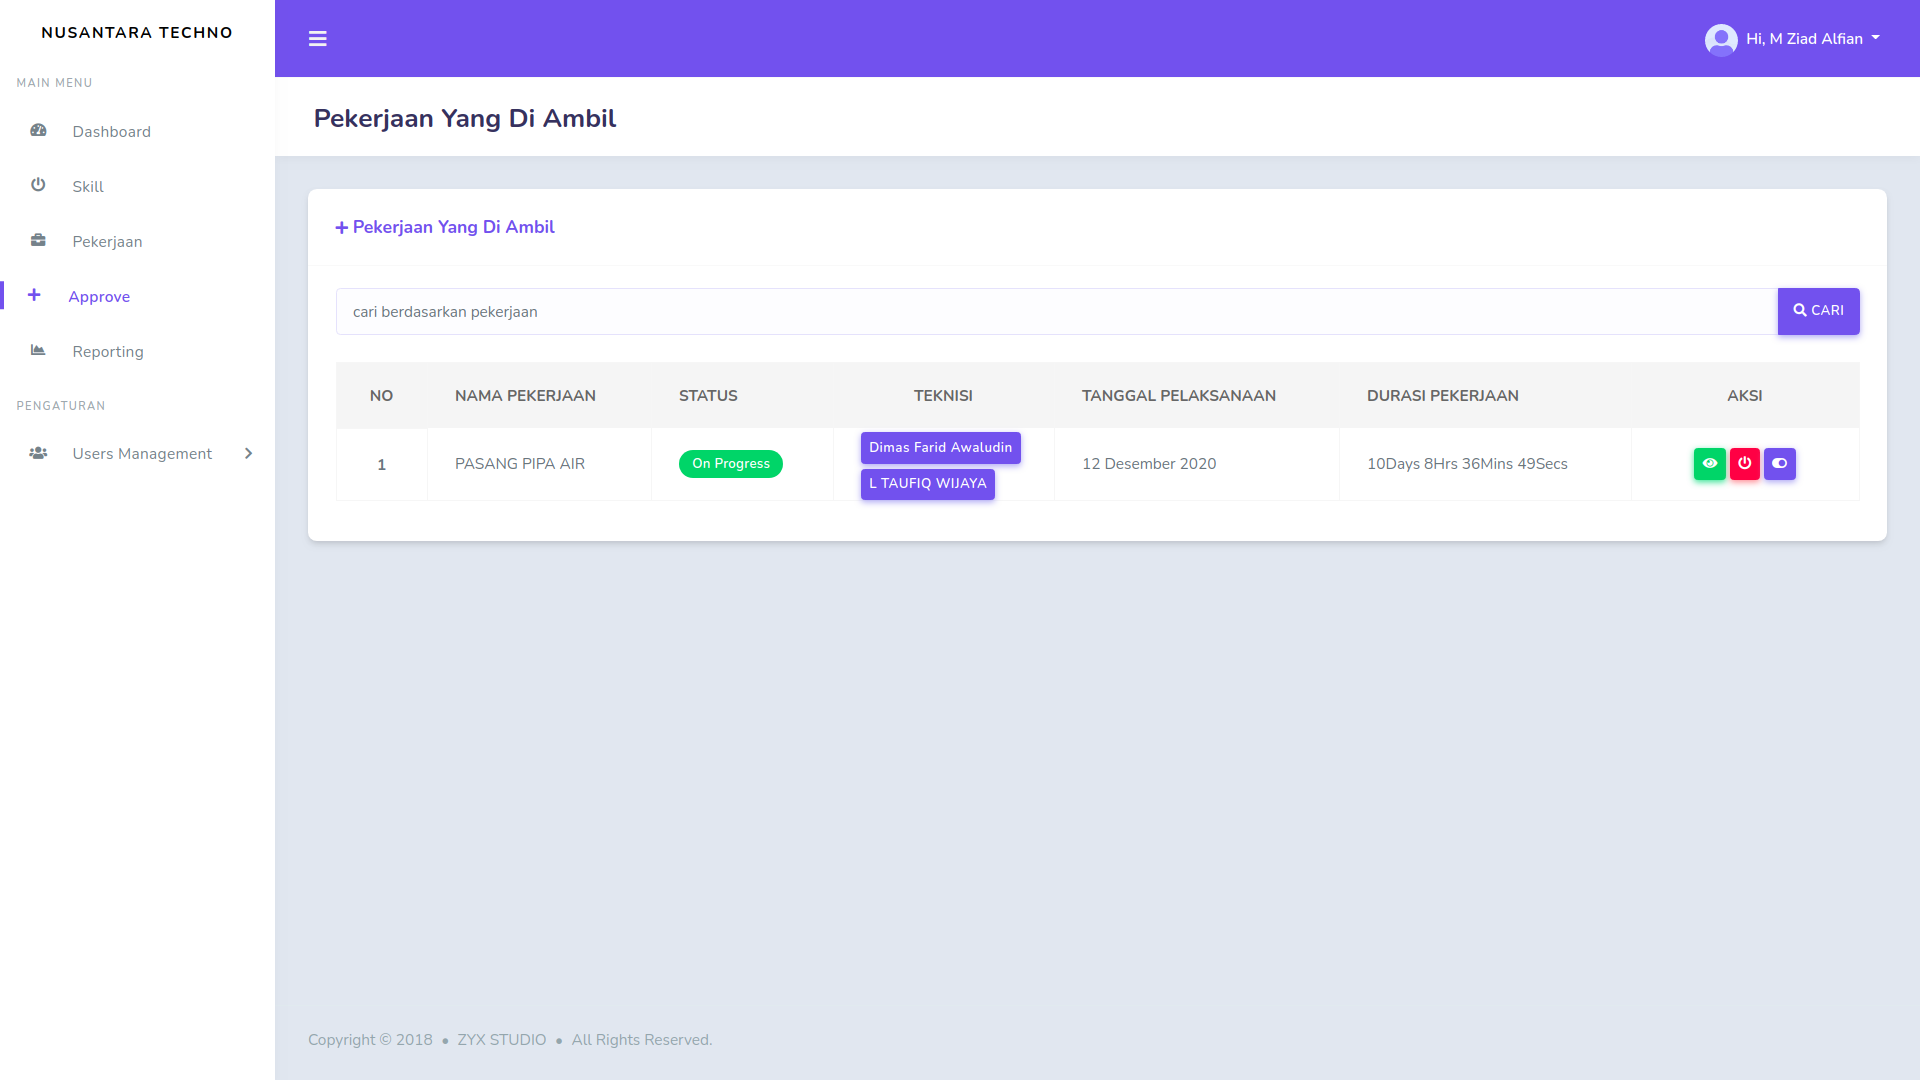 NUSANTARA TECHNO
MAIN MENU
Dashboard
Skill
Pekerjaan
Approve
Reporting
PENGATURAN
Users Management
Hi, M Ziad Alfian
Pekerjaan Yang Di Ambil
Pekerjaan Yang Di Ambil
cari berdasarkan pekerjaan
CARI
NO NAMA PEKERJAAN STATUS TEKNISI TANGGAL PELAKSANAAN DURASI PEKERJAAN AKSI
1 PASANG PIPA AIR On Progress Dimas Farid Awaludin 12 Desember 2020 10Days 8Hrs 36Mins 49Secs
L TAUFIQ WIJAYA
Copyright © 2018 • ZYX STUDIO • All Rights Reserved.